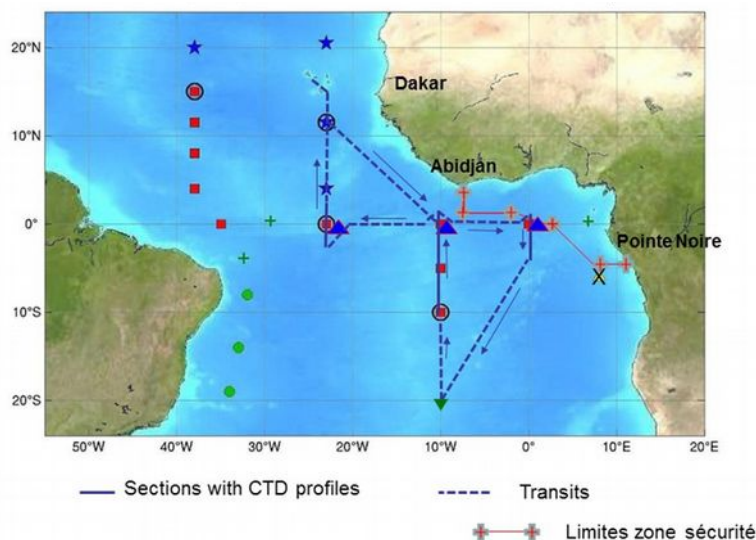 20°N
Dakar
10°N
Abidjan
0°
Pointe Noire
X
10°S
20°S
50°W 40°W 30°W 20°W 10°W 0° 10°E 20°E
Sections with CTD profiles Transits
Limites zone sécurité